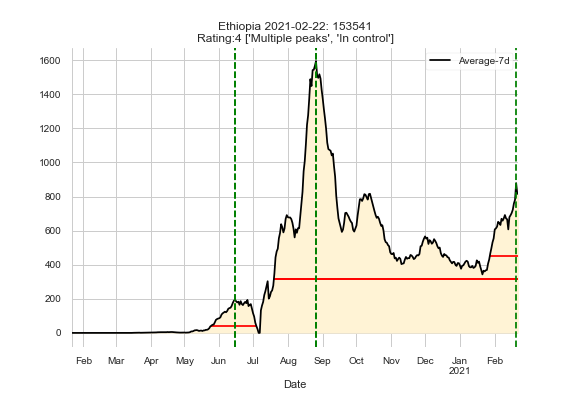 Ethiopia 2021-02-22: 153541
Rating:4 ['Multiple peaks', 'In control']
Average-7d
1600
1400
1200
1000
800
600
400
200
0
Feb Mar Apr May Jun Jul Aug Sep Oct Nov Dec Jan Feb
2021
Date